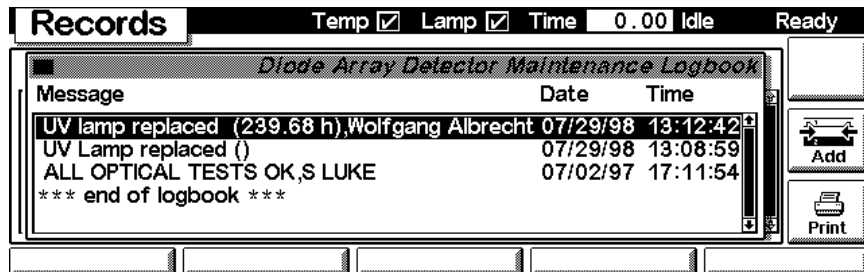 Records Temp Lamp Time 0.00 Idle Ready
Diode Array Detector Maintenance Logbook
Message Date Time
UV lamp replaced (239.68 h),Wolfgang Albrecht 07/29/98 13:12:42
UV Lamp replaced () 07/29/98 13:08:59
ALL OPTICAL TESTS OK,S LUKE 07/02/97 17:11:54
*** end of logbook ***
Add
Print